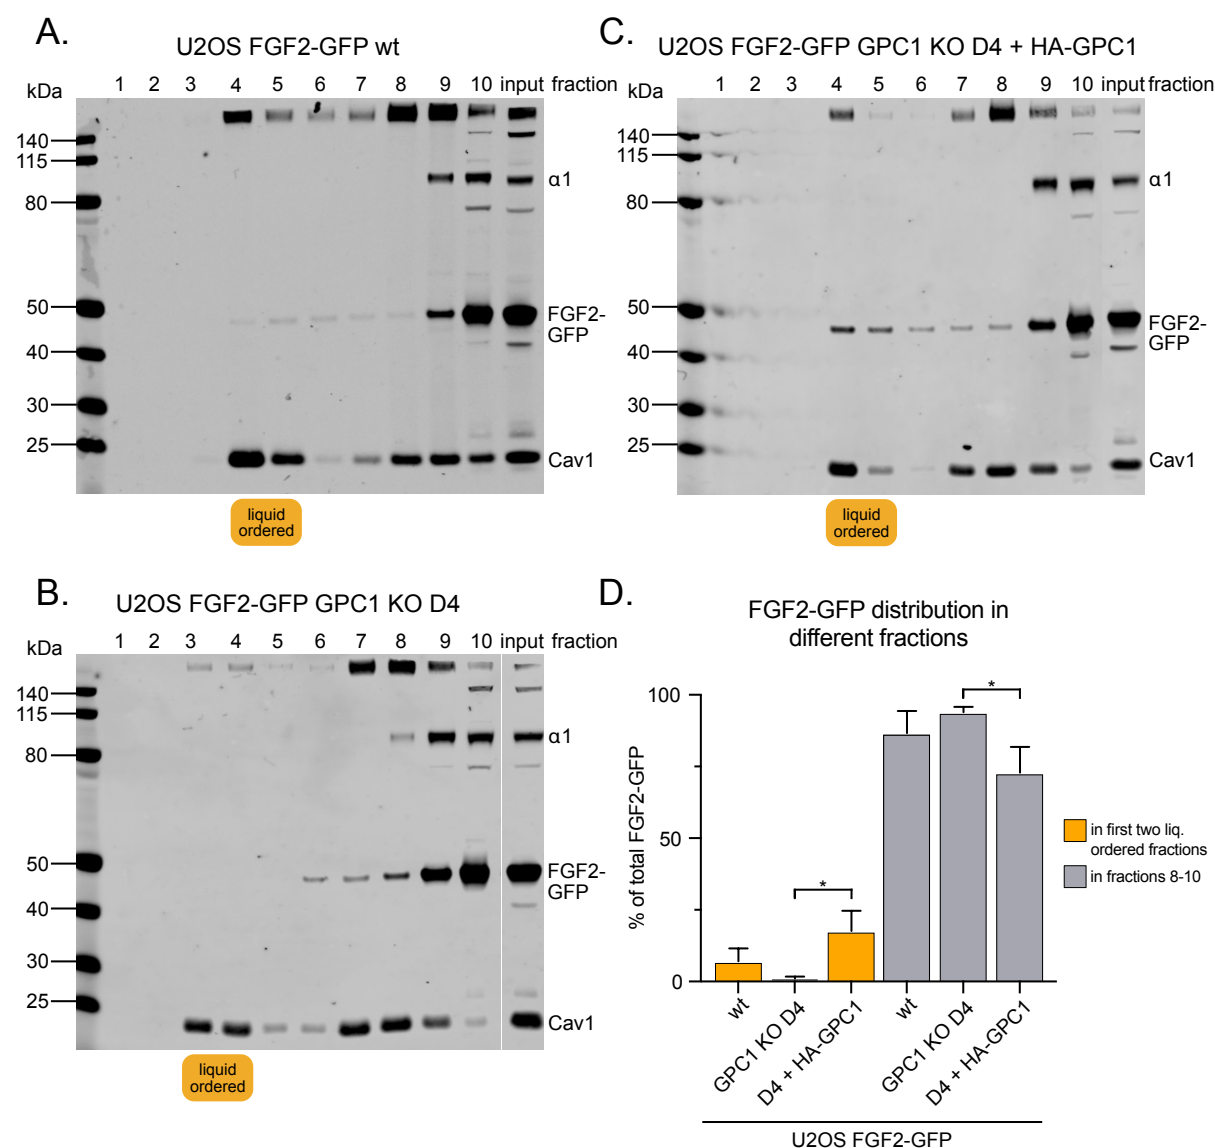 A.
U2OS FGF2-GFP wt
kDa
1 2 3 4 5 6 7 8 9 10 input fraction
140
115
80
50
40
30
25
α1
FGF2-
GFP
Cav1
liquid
ordered
B.
U2OS FGF2-GFP GPC1 KO D4
kDa
1 2 3 4 5 6 7 8 9 10 input fraction
140
115
80
50
40
30
25
α1
FGF2-
GFP
Cav1
liquid
ordered
C.
U2OS FGF2-GFP GPC1 KO D4 + HA-GPC1
kDa
1 2 3 4 5 6 7 8 9 10 input fraction
140
115
80
50
40
30
25
α1
FGF2-
GFP
Cav1
liquid
ordered
D.
FGF2-GFP distribution in
different fractions
% of total FGF2-GFP
100
50
0
*
*
in first two liq.
ordered fractions
in fractions 8-10
wt
GPC1 KO D4
D4 + HA-GPC1
wt
GPC1 KO D4
D4 + HA-GPC1
U2OS FGF2-GFP